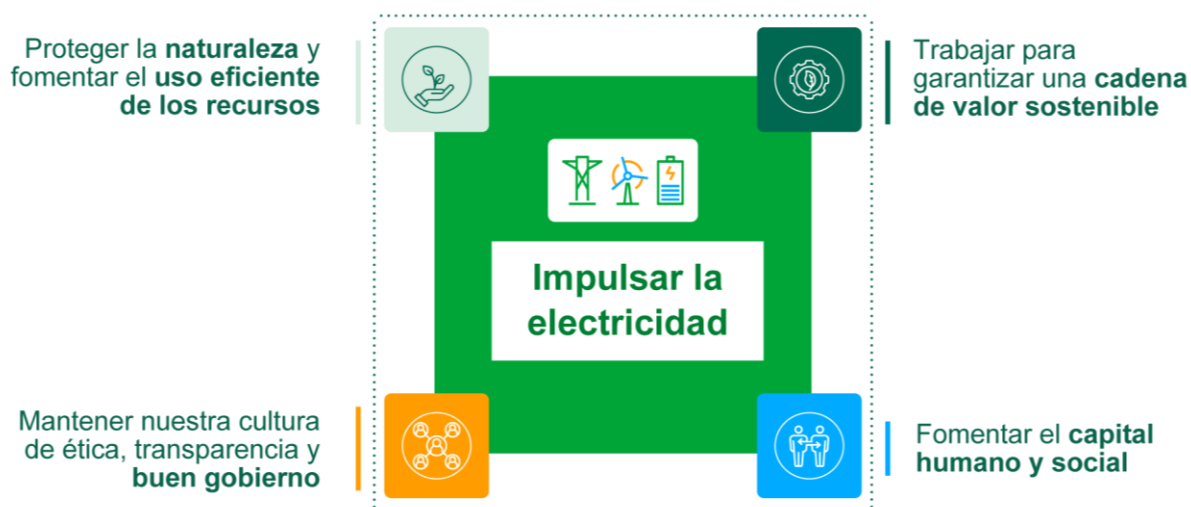 Proteger la naturaleza y
fomentar el uso eficiente
de los recursos
Trabajar para
garantizar una cadena
de valor sostenible
Impulsar la
electricidad
Mantener nuestra cultura
de ética, transparencia y
buen gobierno
Fomentar el capital
humano y social